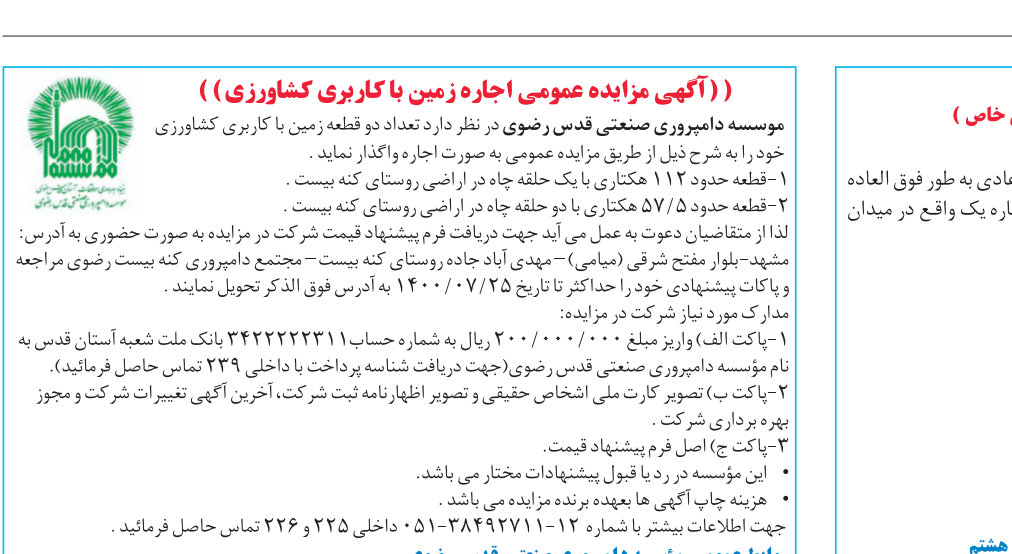 ((آگهی مزایده عمومی اجاره زمین با کاربری کشاورزی))
موسسه دامپروری صنعتی قدس رضوی در نظر دارد تعداد دو قطعه زمین با کاربری کشاورزی
خود را به شرح ذیل از طریق مزایده عمومی به صورت اجاره واگذار نماید .
۱-قطعه حدود ۱۱۲ هکتاری با یک حلقه چاه در اراضی روستای کنه بیست .
۲-قطعه حدود ۵۷/۵ هکتاری با دو حلقه چاه در اراضی روستای کنه بیست .
لذا از متقاضیان دعوت به عمل می آید جهت دریافت فرم پیشنهاد قیمت شرکت در مزایده به صورت حضوری به آدرس:
مشهد-بلوار مفتح شرقی (میامی)–مهدی آباد جاده روستای کنه بیست–مجتمع دامپروری کنه بیست رضوی مراجعه
و پاکات پیشنهادی خود را حداکثر تا تاریخ ۱۴۰۰/۰۷/۲۵ به آدرس فوق الذکر تحویل نمایند .
مدارک مورد نیاز شرکت در مزایده:
۱-پاکت الف) واریز مبلغ ۲۰۰/۰۰۰/۰۰۰ ریال به شماره حساب۳۴۲۲۲۲۲۳۱۱ بانک ملت شعبه آستان قدس به
نام مؤسسه دامپروری صنعتی قدس رضوی(جهت دریافت شناسه پرداخت با داخلی ۲۳۹ تماس حاصل فرمائید).
۲-پاکت ب) تصویر کارت ملی اشخاص حقیقی و تصویر اظهارنامه ثبت شرکت، آخرین آگهی تغییرات شرکت و مجوز
بهره برداری شرکت .
۳-پاکت ج) اصل فرم پیشنهاد قیمت.
• این مؤسسه در رد یا قبول پیشنهادات مختار می باشد.
• هزینه چاپ آگهی ها بعهده برنده مزایده می باشد .
جهت اطلاعات بیشتر با شماره ۱۲-۳۸۴۹۲۷۱۱-۰۵۱ داخلی ۲۲۵ و ۲۲۶ تماس حاصل فرمائید .
خاص )
عادی به طور فوق العاده
یک واقع در میدان
هشتم